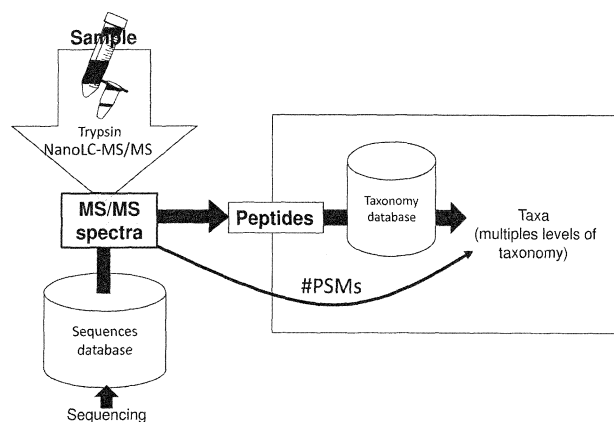 Sample
Trypsin
NanoLC-MS/MS
MS/MS
spectra
Peptides
Taxonomy
database
Taxa
(multiples levels of
taxonomy)
#PSMs
Sequences
database
Sequencing